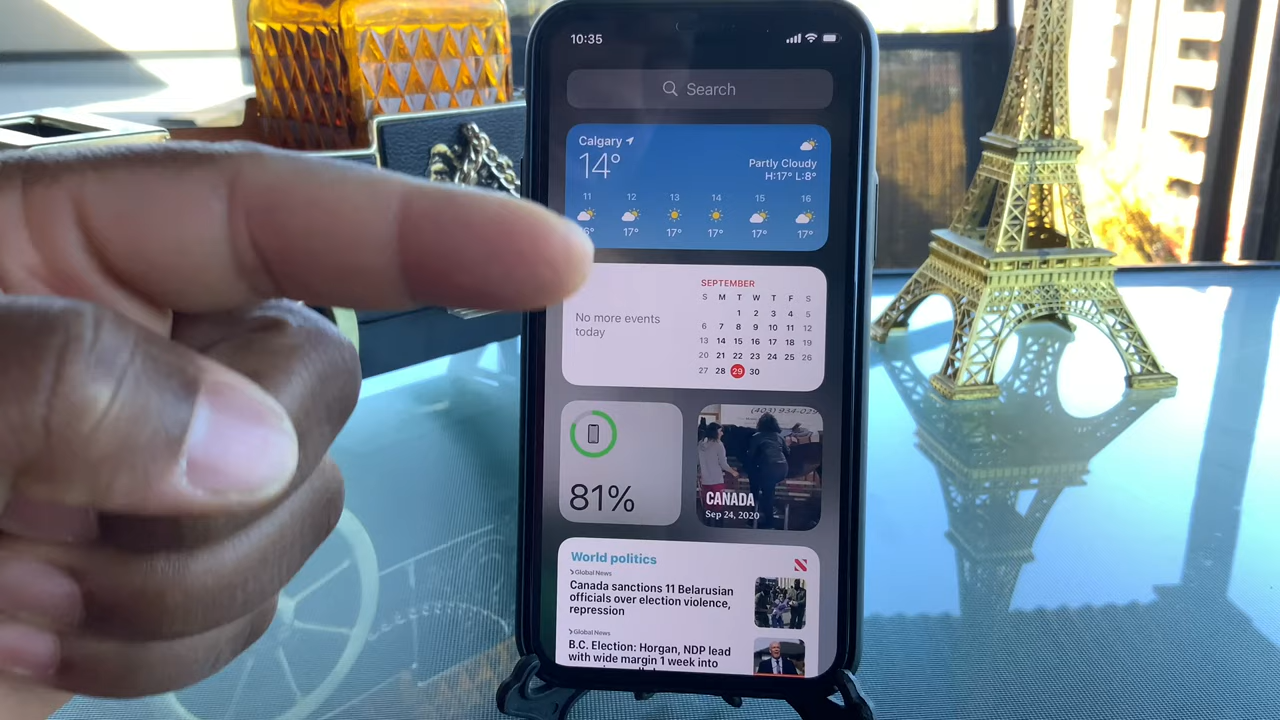 10:35
Search
Calgary
14°
Partly Cloudy
H:17° L:8°
11 12 13 14 15 16
6° 17° 17° 17° 17° 17°
SEPTEMBER
S M T W T F S
1 2 3 4 5
6 7 8 9 10 11 12
13 14 15 16 17 18 19
20 21 22 23 24 25 26
27 28 29 30
No more events
today
81%
(403) 934-02
CANADA
Sep 24, 2020
World politics
Global News
Canada sanctions 11 Belarusian
officials over election violence,
repression
Global News
B.C. Election: Horgan, NDP lead
with wide margin 1 week into